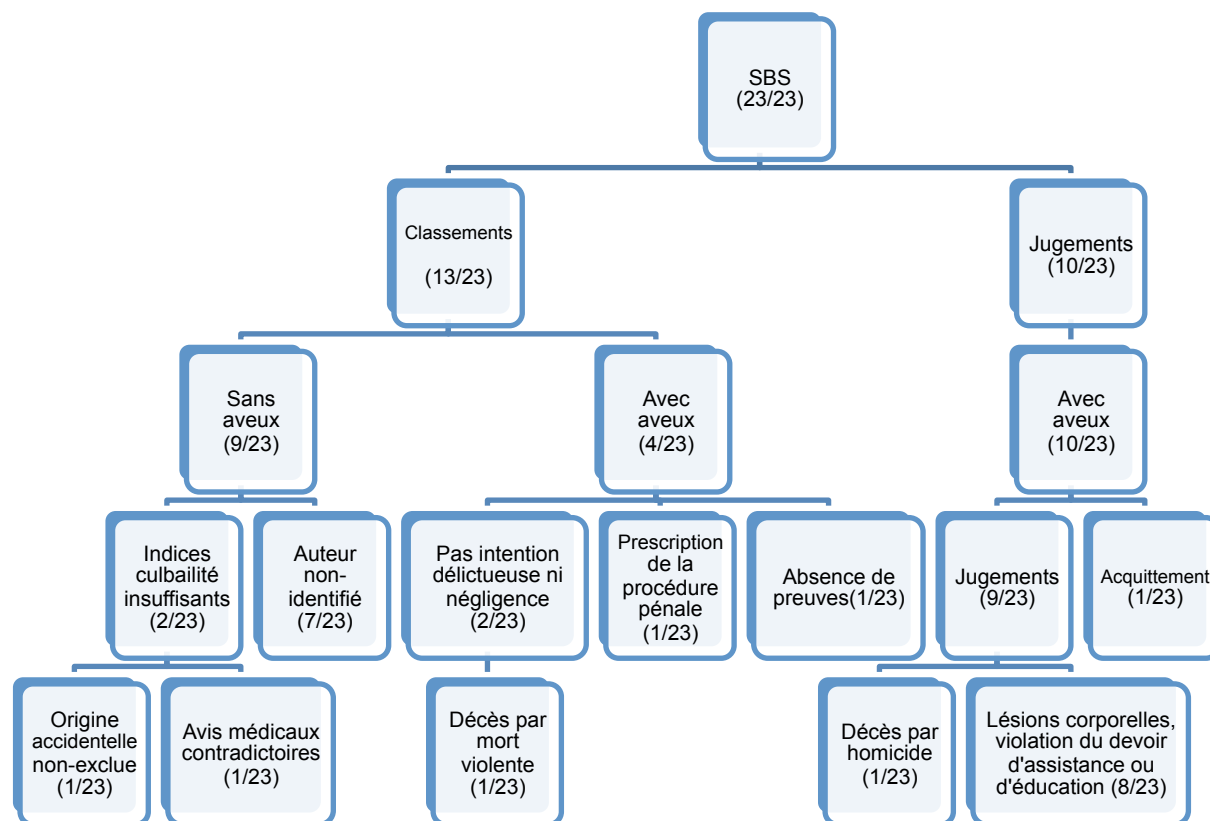 SBS
(23/23)
Classements
(13/23)
Jugements
(10/23)
Sans
aveux
(9/23)
Avec
aveux
(4/23)
Avec
aveux
(10/23)
Indices
culbailité
insuffisants
(2/23)
Auteur
non-
identifié
(7/23)
Pas intention
délictueuse ni
négligence
(2/23)
Prescription
de la
procédure
pénale
(1/23)
Absence de
preuves(1/23)
Jugements
(9/23)
Acquittement
(1/23)
Origine
accidentelle
non-exclue
(1/23)
Avis médicaux
contradictoires
(1/23)
Décès par
mort
violente
(1/23)
Décès par
homicide
(1/23)
Lésions corporelles,
violation du devoir
d'assistance ou
d'éducation (8/23)